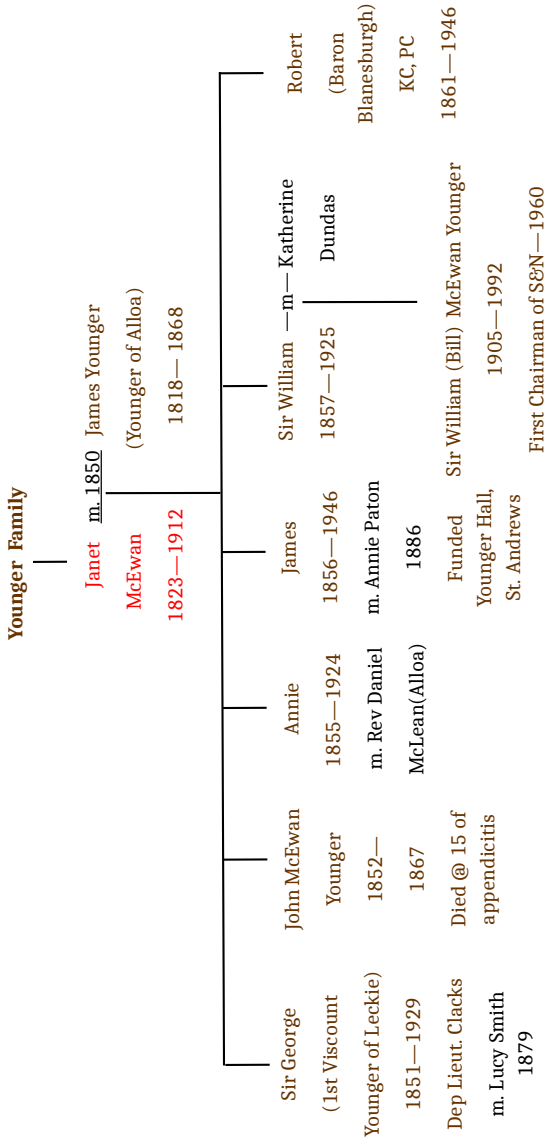 Younger Family
Janet m. 1850 James Younger
McEwan (Younger of Alloa)
1823—1912 1818— 1868
Sir George
(1st Viscount
Younger of Leckie)
1851—1929
Dep Lieut. Clacks
m. Lucy Smith
1879
John McEwan
Younger
1852—
1867
Died @ 15 of
appendicitis
Annie
1855—1924
m. Rev Daniel
McLean(Alloa)
James
1856—1946
m. Annie Paton
1886
Funded
Younger Hall,
St. Andrews
Sir William —m— Katherine
1857—1925 Dundas
Sir William (Bill) McEwan Younger
1905—1992
First Chairman of S&N—1960
Robert
(Baron
Blanesburgh)
KC, PC
1861—1946